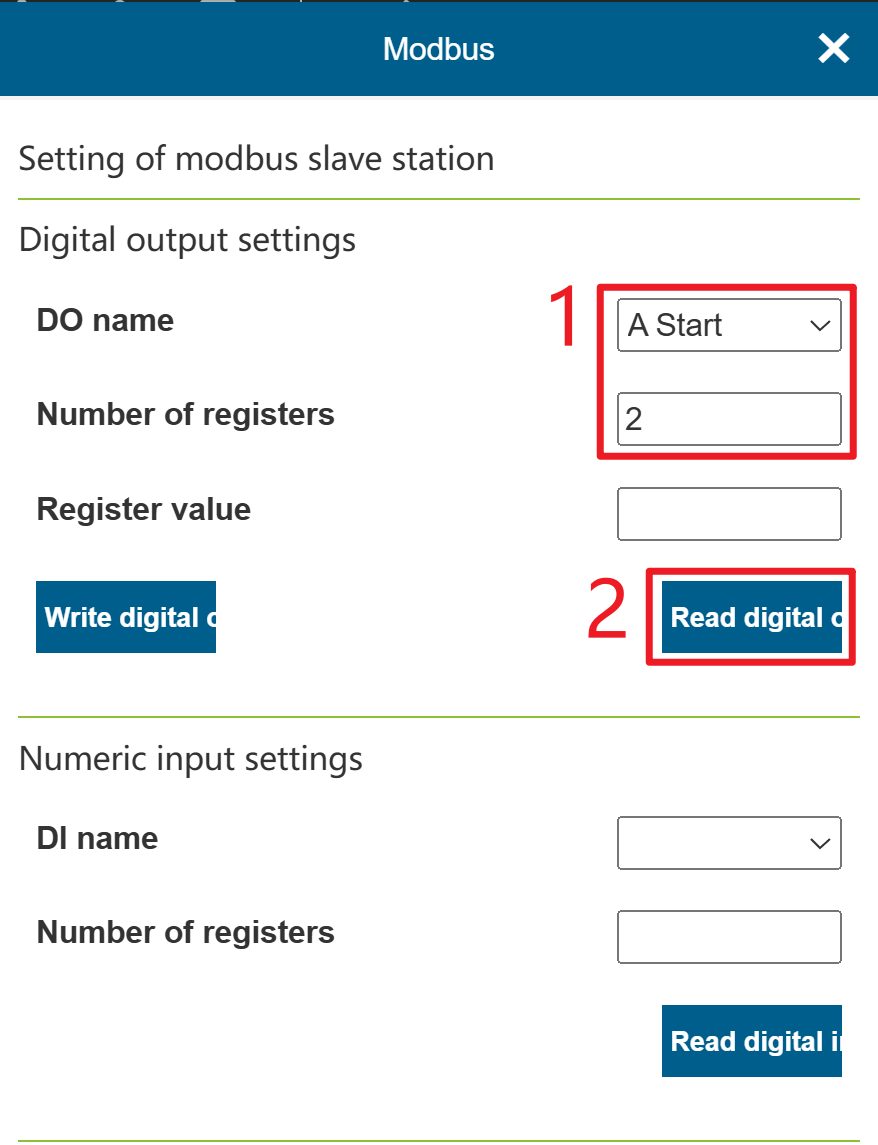 Modbus
Setting of modbus slave station
Digital output settings
DO name
1
A Start
Number of registers
2
Register value
Write digital
2
Read digital
Numeric input settings
DI name
Number of registers
Read digital